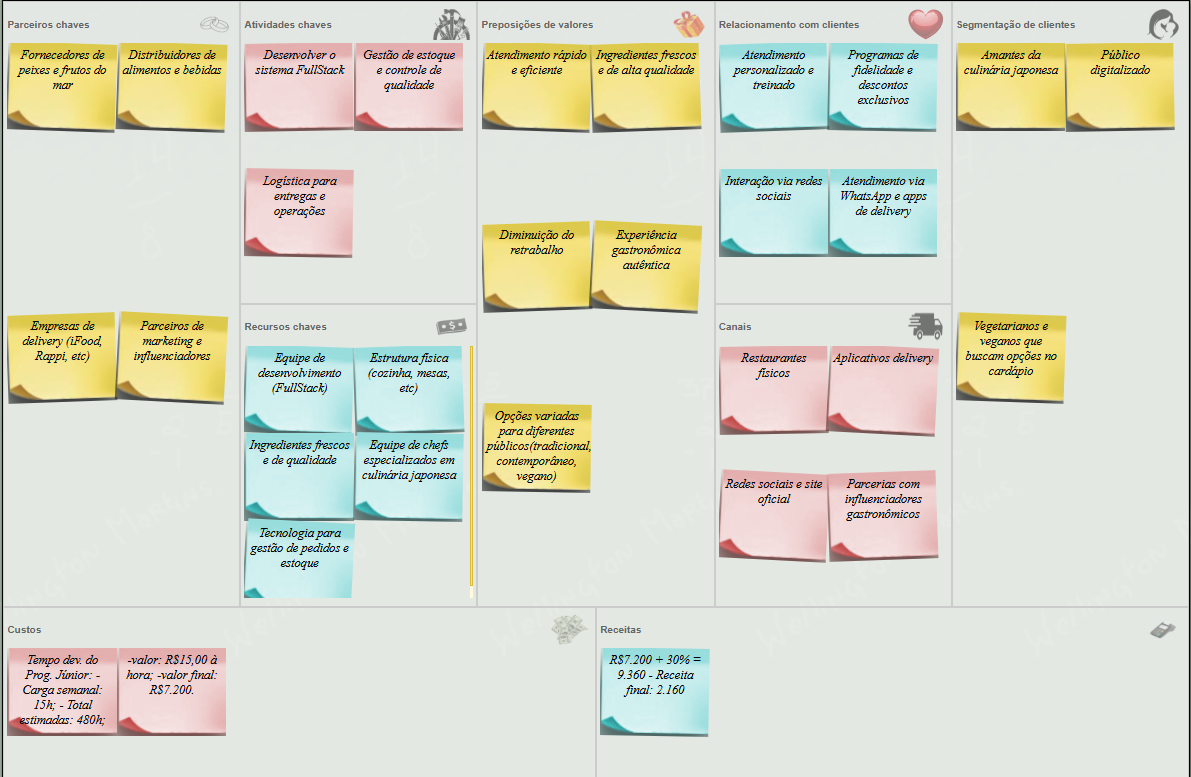 Parceiros chaves
Fornecedores de
peixes e frutos do
mar
Distribuidores de
alimentos e bebidas
Empresas de
delivery (iFood,
Rappi, etc)
Parceiros de
marketing e
influenciadores
Atividades chaves
Desenvolver o
sistema FullStack
Gestão de estoque
e controle de
qualidade
Logística para
entregas e
operações
Recursos chaves
Equipe de
desenvolvimento
(FullStack)
Estrutura física
(cozinha, mesas,
etc)
Ingredientes frescos
e de qualidade
Equipe de chefs
especializados em
culinária japonesa
Tecnologia para
gestão de pedidos e
estoque
Preposições de valores
Atendimento rápido
e eficiente
Ingredientes frescos
e de alta qualidade
Diminuição do
retrabalho
Experiência
gastronômica
autêntica
Opções variadas
para diferentes
públicos(tradicional,
contemporâneo,
vegano)
Relacionamento com clientes
Atendimento
personalizado e
treinado
Programas de
fidelidade e
descontos
exclusivos
Interação via redes
sociais
Atendimento via
WhatsApp e apps
de delivery
Canais
Restaurantes
físicos
Aplicativos delivery
Redes sociais e site
oficial
Parcerias com
influenciadores
gastronômicos
Segmentação de clientes
Amantes da
culinária japonesa
Público
digitalizado
Vegetarianos e
veganos que
buscam opções no
cardápio
Custos
Tempo dev. do
Prog. Júnior: -
Carga semanal:
15h; - Total
estimadas: 480h;
-valor: R$15,00 à
hora; -valor final:
R$7.200.
Receitas
R$7.200 + 30% =
9.360 - Receita
final: 2.160